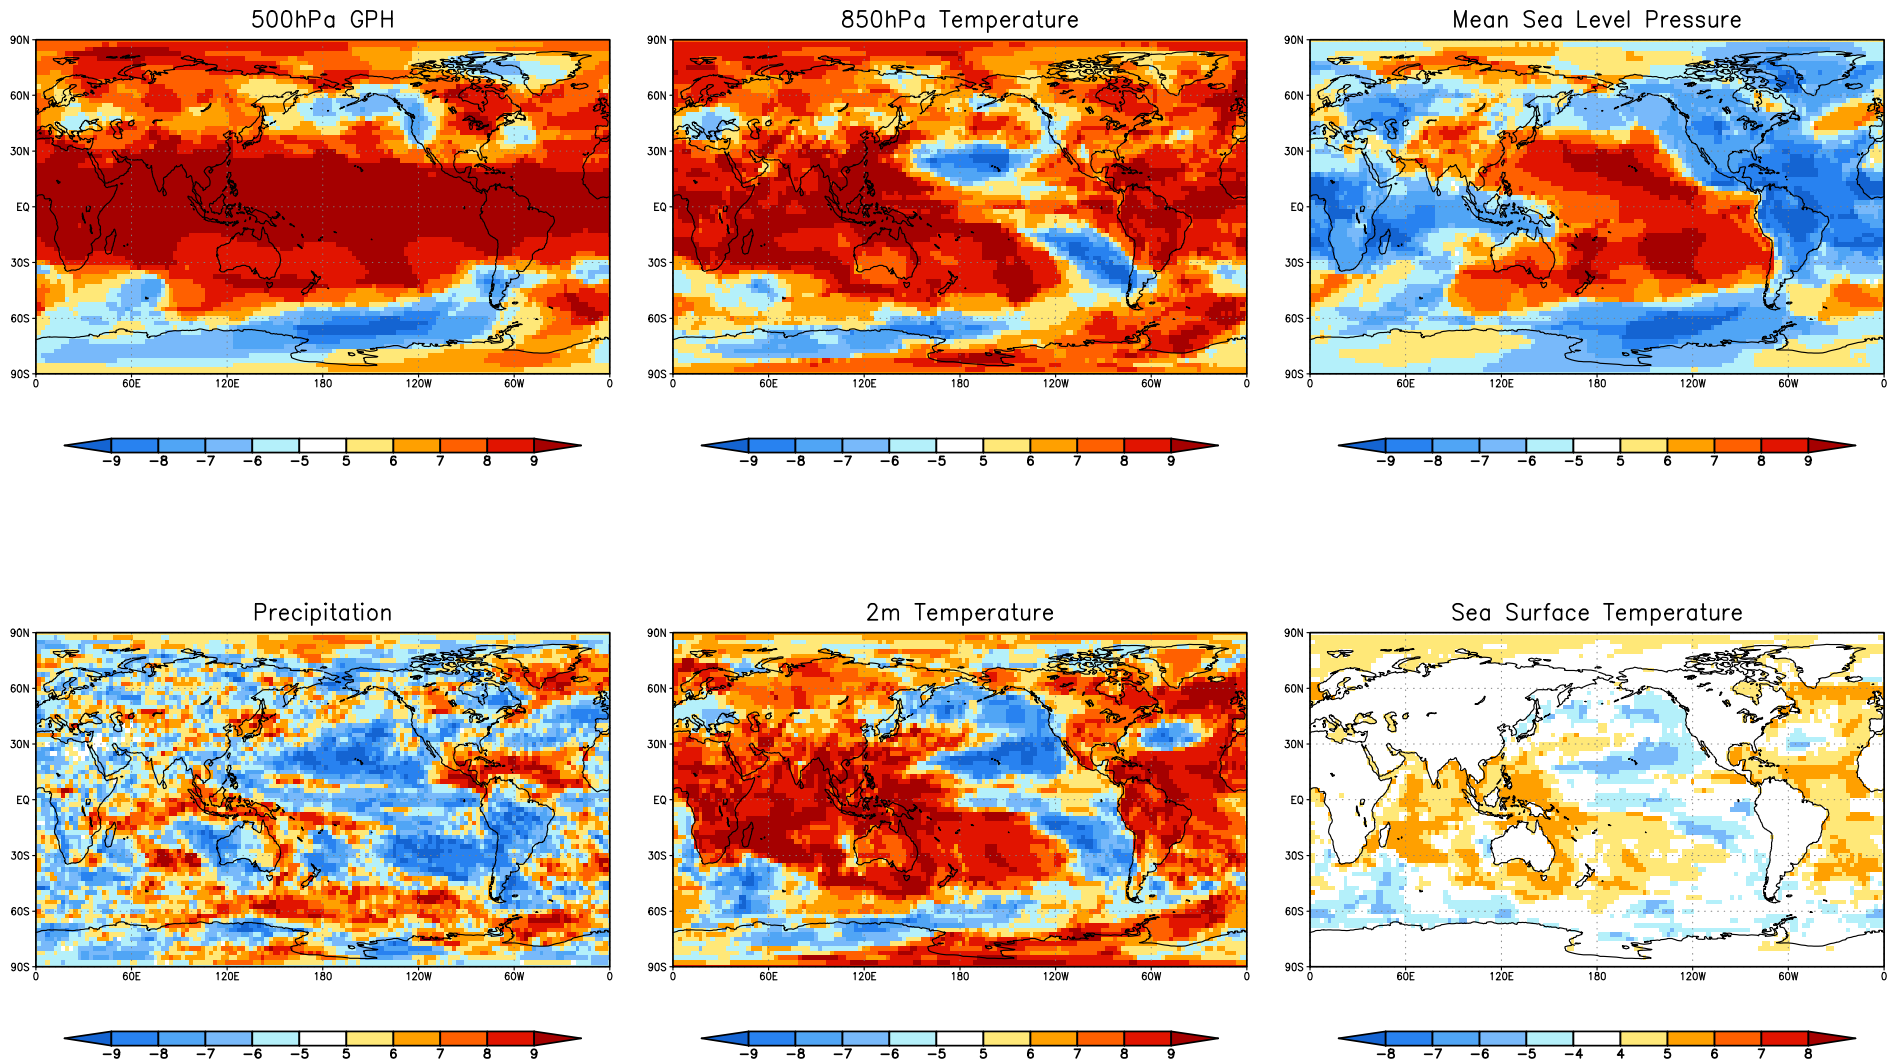 500hPa GPH
850hPa Temperature
Mean Sea Level Pressure
90N 60N 30N EQ 30S 60S 90S
0 60E 120E 180 120W 60W 0
90N 60N 30N EQ 30S 60S 90S
0 60E 120E 180 120W 60W 0
90N 60N 30N EQ 30S 60S 90S
0 60E 120E 180 120W 60W 0
-9 -8 -7 -6 -5 5 6 7 8 9
-9 -8 -7 -6 -5 5 6 7 8 9
-9 -8 -7 -6 -5 5 6 7 8 9
Precipitation
2m Temperature
Sea Surface Temperature
90N 60N 30N EQ 30S 60S 90S
0 60E 120E 180 120W 60W 0
90N 60N 30N EQ 30S 60S 90S
0 60E 120E 180 120W 60W 0
90N 60N 30N EQ 30S 60S 90S
0 60E 120E 180 120W 60W 0
-9 -8 -7 -6 -5 5 6 7 8 9
-9 -8 -7 -6 -5 5 6 7 8 9
-8 -7 -6 -5 -4 4 5 6 7 8